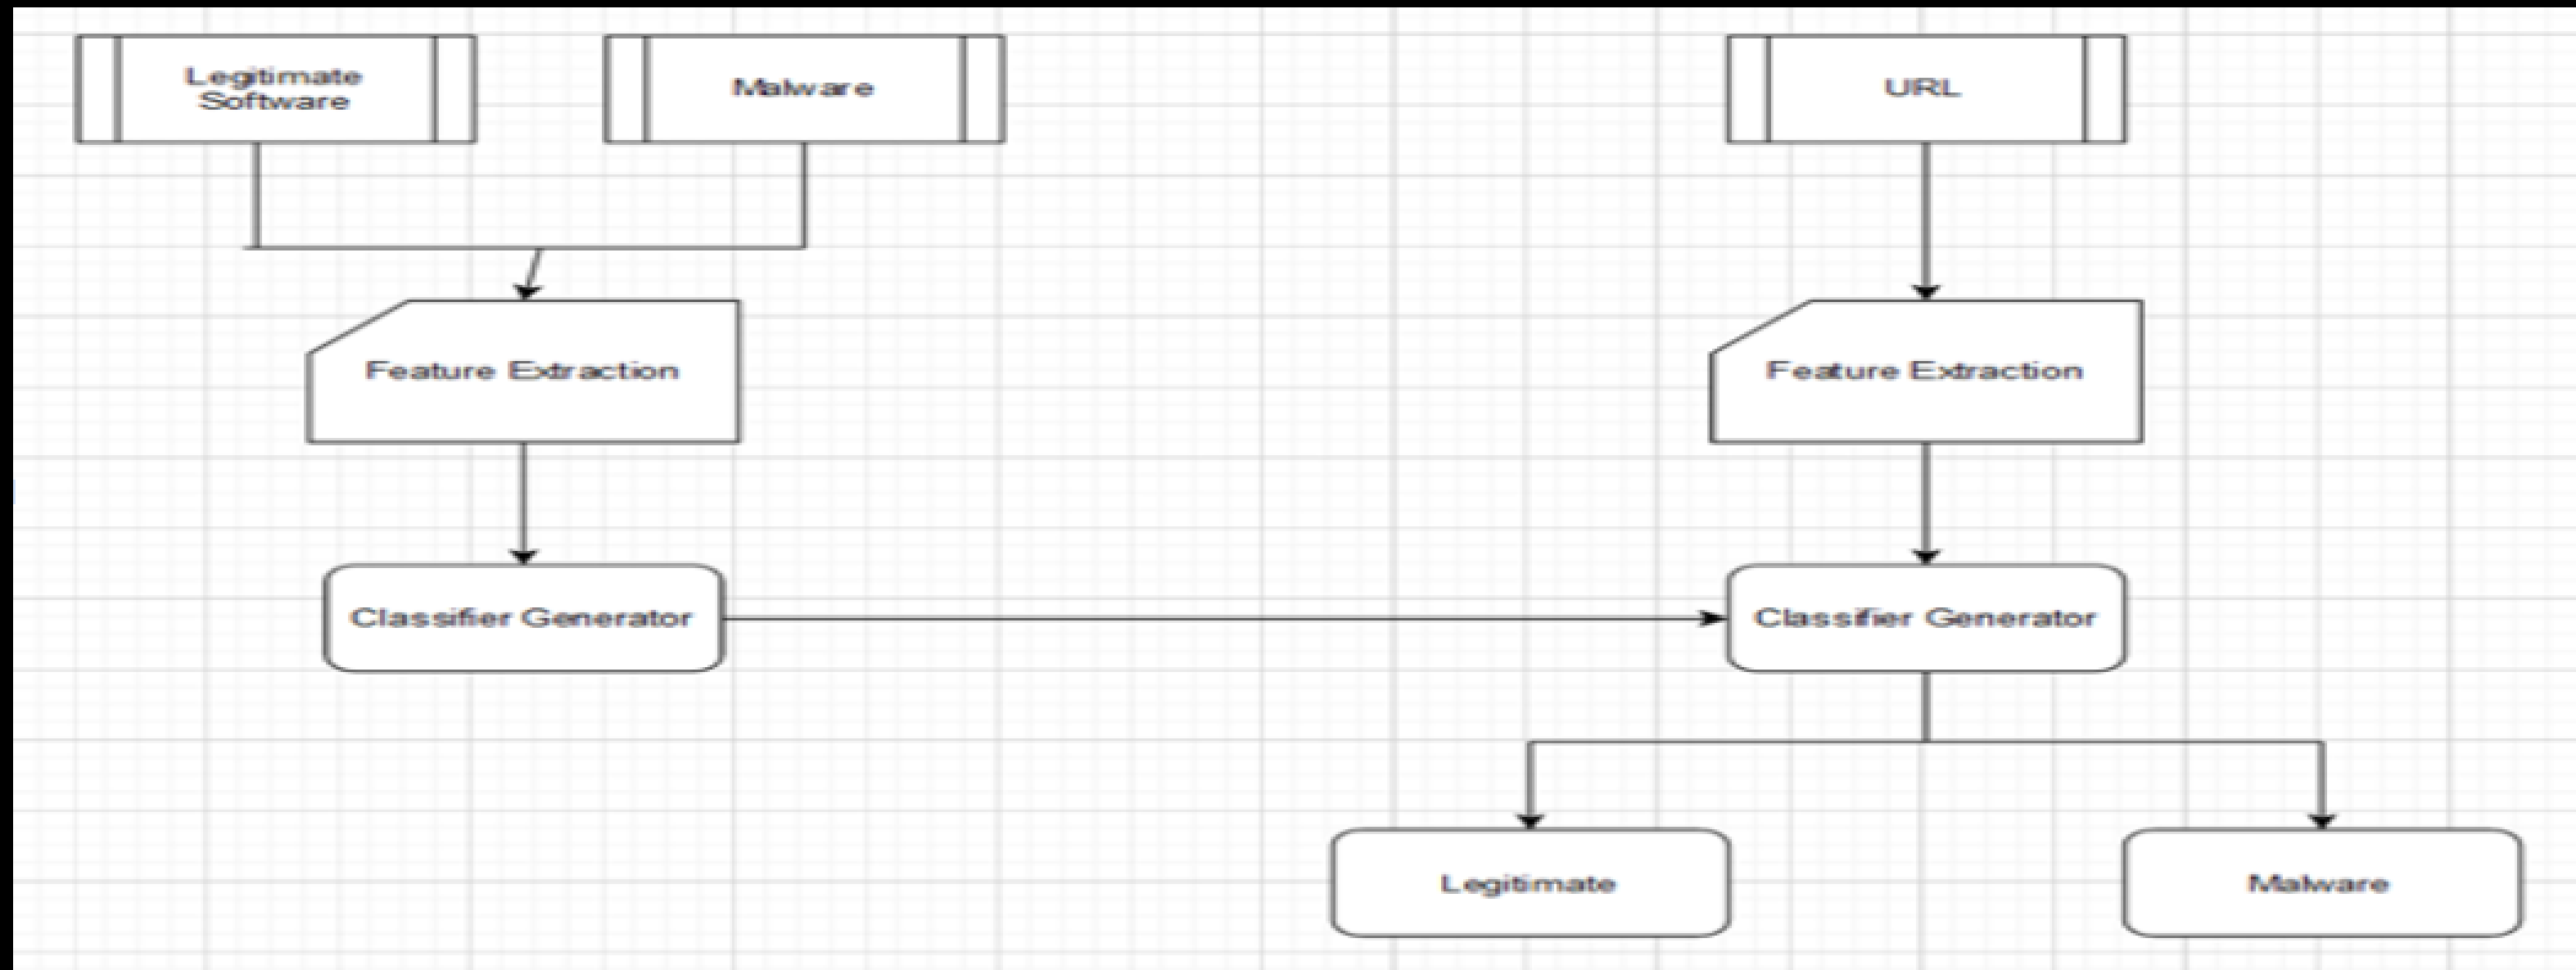 Legitimate
Software
Malware
URL
Feature Extraction
Feature Extraction
Classifier Generator
Classifier Generator
Legitimate
Malware